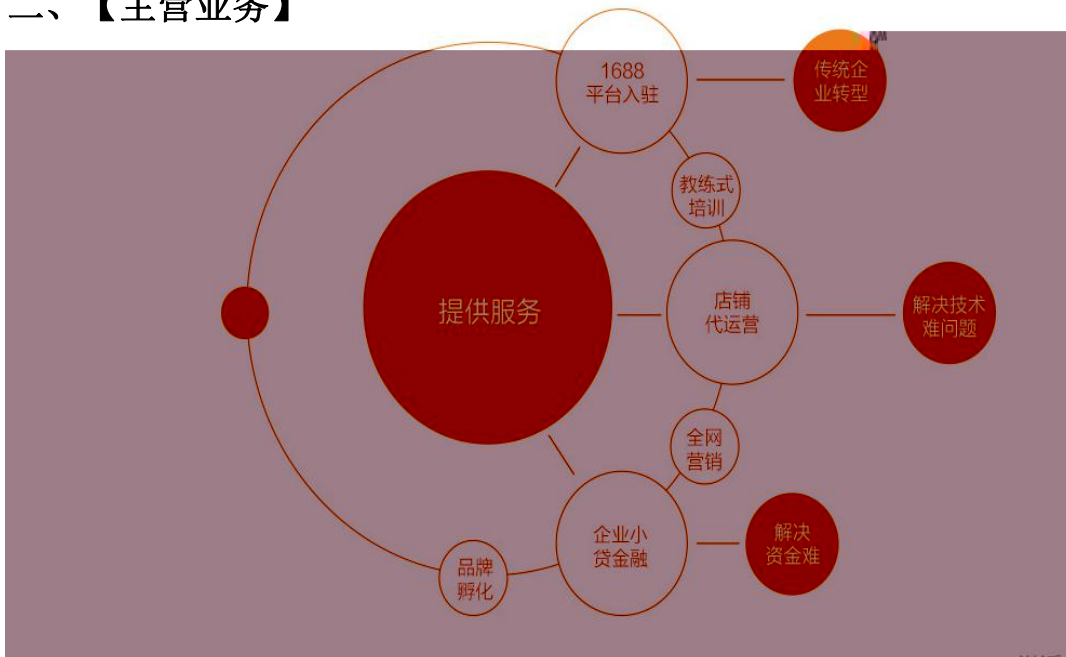 二、【主营业务】
1688
平台入驻
传统企
业转型
教练式
培训
提供服务
店铺
代运营
解决技术
难问题
全网
营销
企业小
贷金融
解决
资金难
品牌
孵化